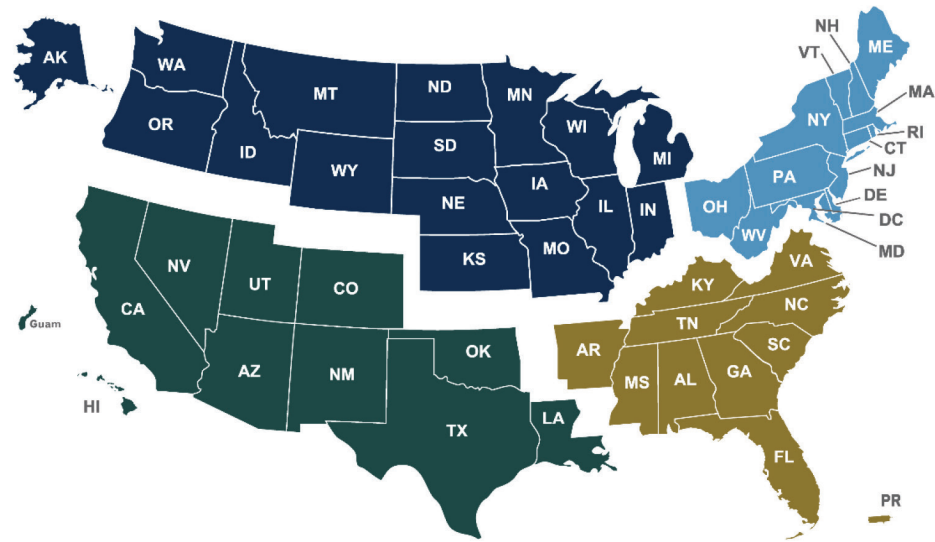 AK
WA
OR
ID
MT
WY
ND
SD
NE
KS
MN
IA
MO
WI
IL
MI
IN
NH
VT
ME
MA
NY
RI
CT
NJ
PA
DE
OH
DC
WV
MD
CA
NV
UT
CO
AZ
NM
OK
TX
LA
Guam
HI
KY
VA
NC
TN
SC
AR
MS
AL
GA
FL
PR